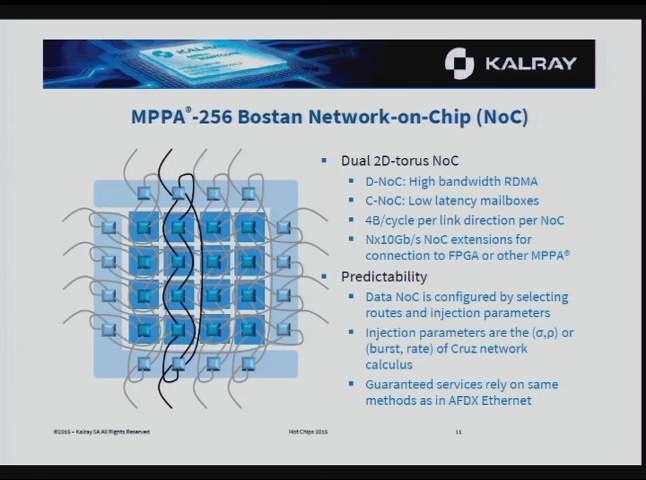 KALRAY
KALRAY
MPPA®-256 Bostan Network-on-Chip (NoC)
Dual 2D-torus NoC
D-NoC: High bandwidth RDMA
C-NoC: Low latency mailboxes
4B/cycle per link direction per NoC
Nx10Gb/s NoC extensions for
connection to FPGA or other MPPA®
Predictability
Data NoC is configured by selecting
routes and injection parameters
Injection parameters are the (σ,ρ) or
(burst, rate) of Cruz network
calculus
Guaranteed services rely on same
methods as in AFDX Ethernet
©2015 – Kalray SA All Rights Reserved
Hot Chips 2015
11